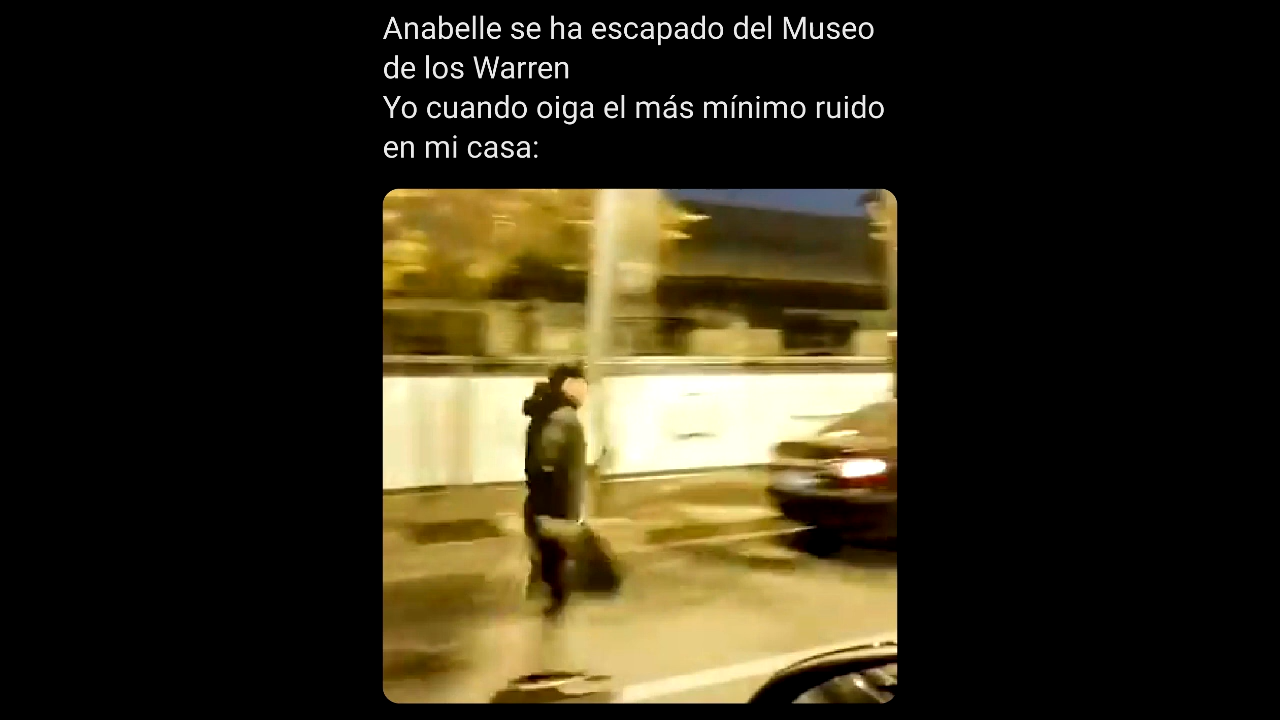 Anabelle se ha escapado del Museo
de los Warren
Yo cuando oiga el más mínimo ruido
en mi casa: